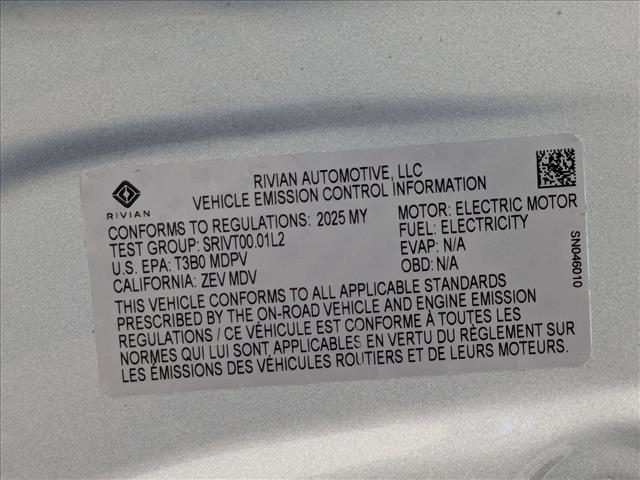 RIVIAN
RIVIAN AUTOMOTIVE, LLC
VEHICLE EMISSION CONTROL INFORMATION
CONFORMS TO REGULATIONS: 2025 MY
TEST GROUP: SRIVT00.01L2
U.S. EPA: T3B0 MDPV
CALIFORNIA: ZEV MDV
MOTOR: ELECTRIC MOTOR
FUEL: ELECTRICITY
EVAP: N/A
OBD: N/A
THIS VEHICLE CONFORMS TO ALL APPLICABLE STANDARDS
PRESCRIBED BY THE ON-ROAD VEHICLE AND ENGINE EMISSION
REGULATIONS / CE VÉHICULE EST CONFORME À TOUTES LES
NORMES QUI LUI SONT APPLICABLES EN VERTU DU RÈGLEMENT SUR
LES ÉMISSIONS DES VÉHICULES ROUTIERS ET DE LEURS MOTEURS.
SN046010